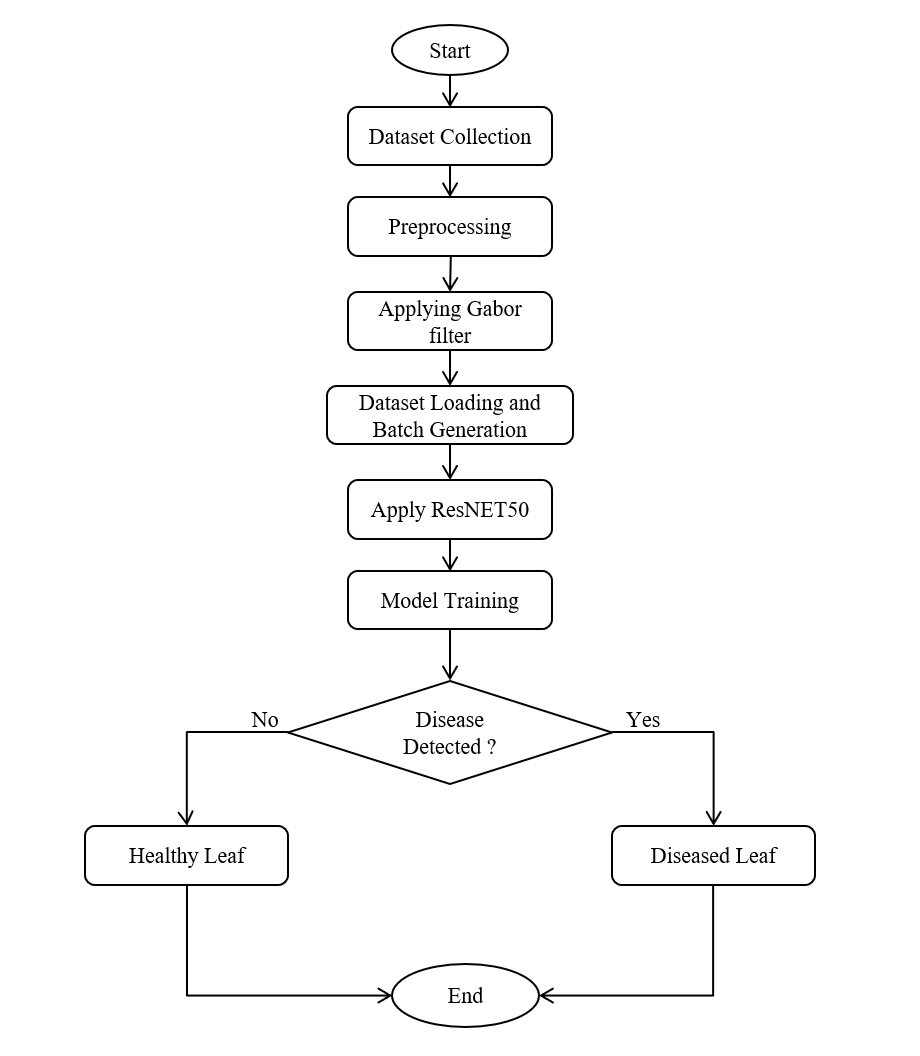 Start
Dataset Collection
Preprocessing
Applying Gabor
filter
Dataset Loading and
Batch Generation
Apply ResNET50
Model Training
Disease
Detected ?
No
Yes
Healthy Leaf
Diseased Leaf
End